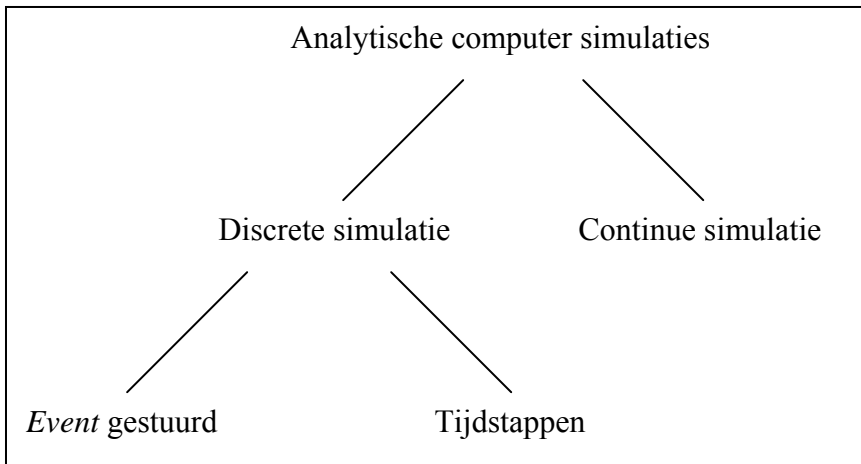 Analytische computer simulaties
Discrete simulatie
Continue simulatie
Event gestuurd
Tijdstappen